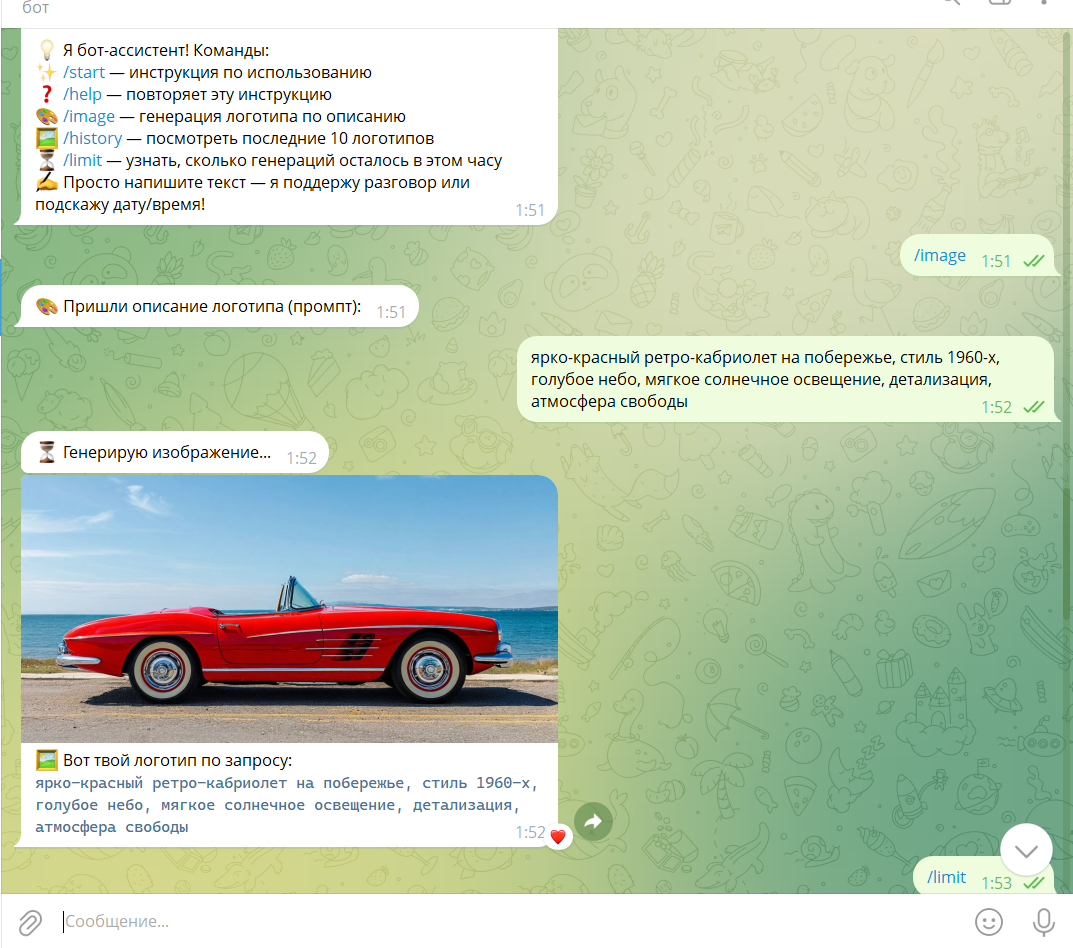 бот
💡 Я бот-ассистент! Команды:
✨ /start — инструкция по использованию
❓ /help — повторяет эту инструкцию
🎨 /image — генерация логотипа по описанию
🖼️ /history — посмотреть последние 10 логотипов
⏳ /limit — узнать, сколько генераций осталось в этом часу
✍️ Просто напишите текст — я поддержу разговор или
подскажу дату/время!
1:51
/image 1:51
🎨 Пришли описание логотипа (промпт): 1:51
ярко-красный ретро-кабриолет на побережье, стиль 1960-х,
голубое небо, мягкое солнечное освещение, детализация,
атмосфера свободы
1:52
⏳ Генерирую изображение... 1:52
🖼️ Вот твой логотип по запросу:
ярко-красный ретро-кабриолет на побережье, стиль 1960-х,
голубое небо, мягкое солнечное освещение, детализация,
атмосфера свободы
1:52
/limit 1:53
Сообщение...